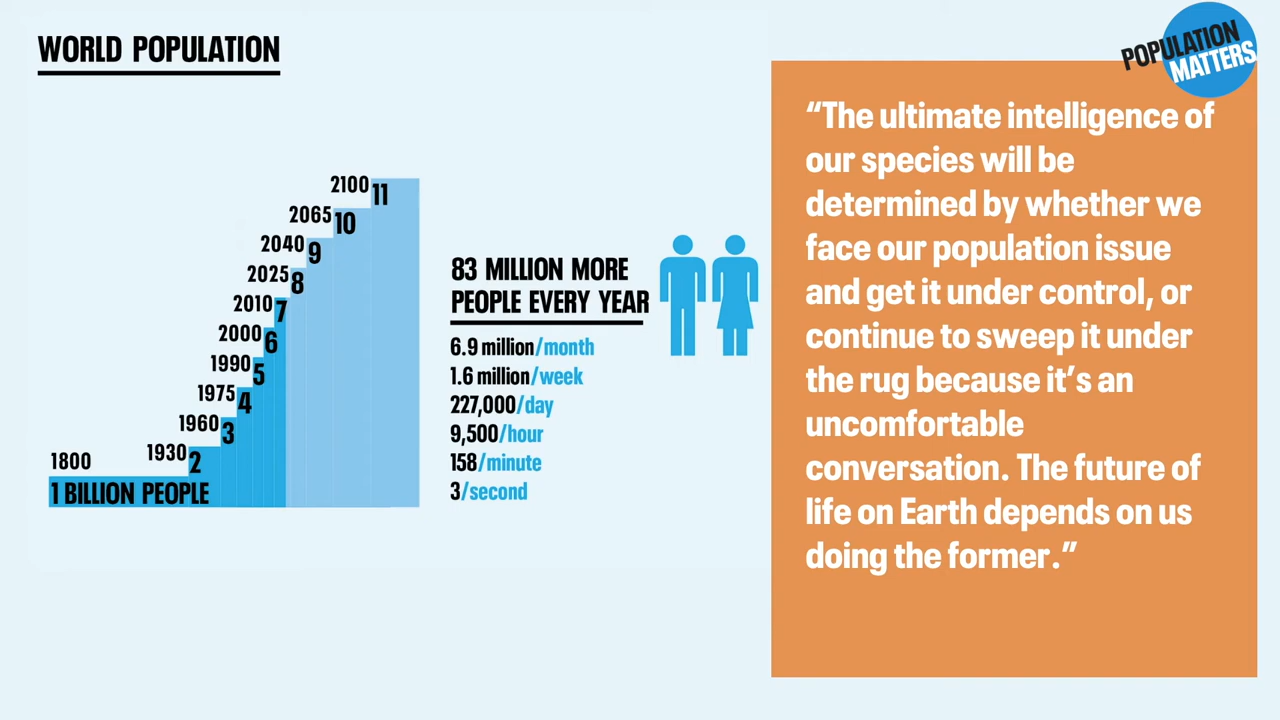 WORLD POPULATION
POPULATION
MATTERS
2100 11
2065 10
2040 9
2025 8
2010 7
2000 6
1990 5
1975 4
1960 3
1930 2
1800
1 BILLION PEOPLE
83 MILLION MORE
PEOPLE EVERY YEAR
6.9 million/month
1.6 million/week
227,000/day
9,500/hour
158/minute
3/second
“The ultimate intelligence of
our species will be
determined by whether we
face our population issue
and get it under control, or
continue to sweep it under
the rug because it’s an
uncomfortable
conversation. The future of
life on Earth depends on us
doing the former.”